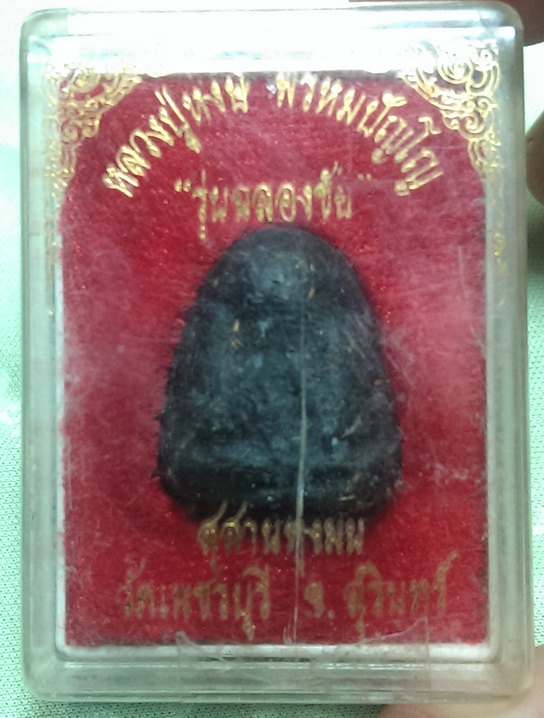 หลวงปู่หงษ์ พรหมปัญโญ
"รุ่นฉลองชัย"
สุสานทุ่งมน
วัดเพชรบุรี จ. สุรินทร์